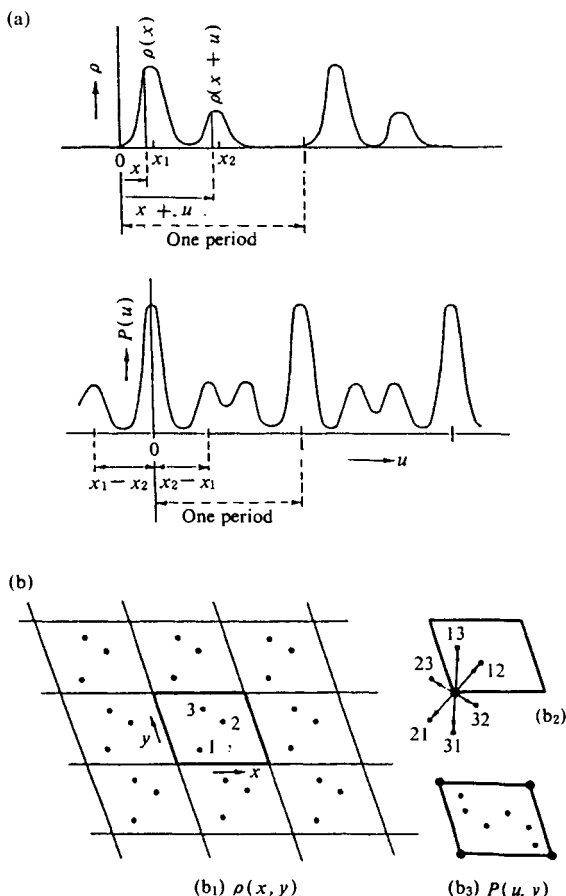 (a)
ρ
ρ(x)
ρ(x + u)
0
x₁
x₂
x
x + u
One period
P(u)
0
u
x₁ − x₂
x₂ − x₁
One period
(b)
3
2
1
y
x
(b₁) ρ(x, y)
13
23
12
32
21
31
(b₂)
(b₃) P(u, v)